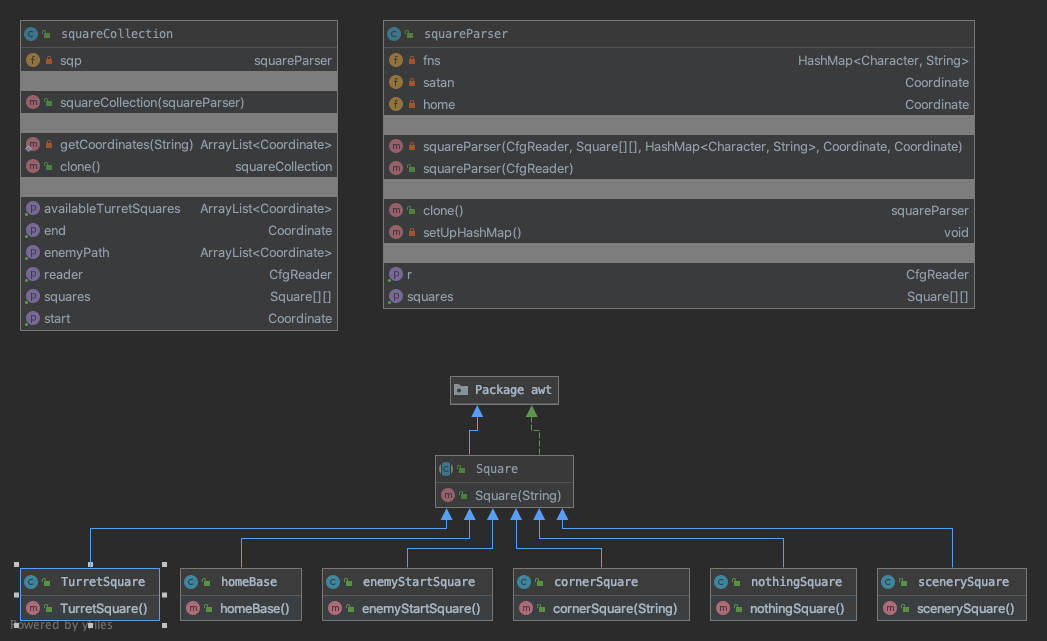 squareCollection
sqp squareParser
squareCollection(squareParser)
getCoordinates(String) ArrayList<Coordinate>
clone() squareCollection
availableTurretSquares ArrayList<Coordinate>
end Coordinate
enemyPath ArrayList<Coordinate>
reader CfgReader
squares Square[][]
start Coordinate
squareParser
fns HashMap<Character, String>
satan Coordinate
home Coordinate
squareParser(CfgReader, Square[][], HashMap<Character, String>, Coordinate, Coordinate)
squareParser(CfgReader)
clone() squareParser
setUpHashMap() void
r CfgReader
squares Square[][]
Package awt
Square
Square(String)
TurretSquare
TurretSquare()
homeBase
homeBase()
enemyStartSquare
enemyStartSquare()
cornerSquare
cornerSquare(String)
nothingSquare
nothingSquare()
scenerySquare
scenerySquare()
Powered by yFiles